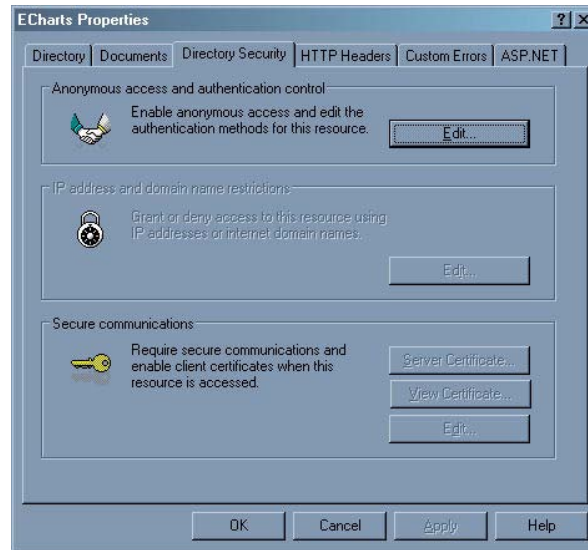 ECharts Properties
? X
Directory Documents Directory Security HTTP Headers Custom Errors ASP.NET
Anonymous access and authentication control
Enable anonymous access and edit the
authentication methods for this resource.
Edit...
IP address and domain name restrictions
Grant or deny access to this resource using
IP addresses or internet domain names.
Edit...
Secure communications
Require secure communications and
enable client certificates when this
resource is accessed.
Server Certificate...
View Certificate...
Edit...
OK Cancel Apply Help